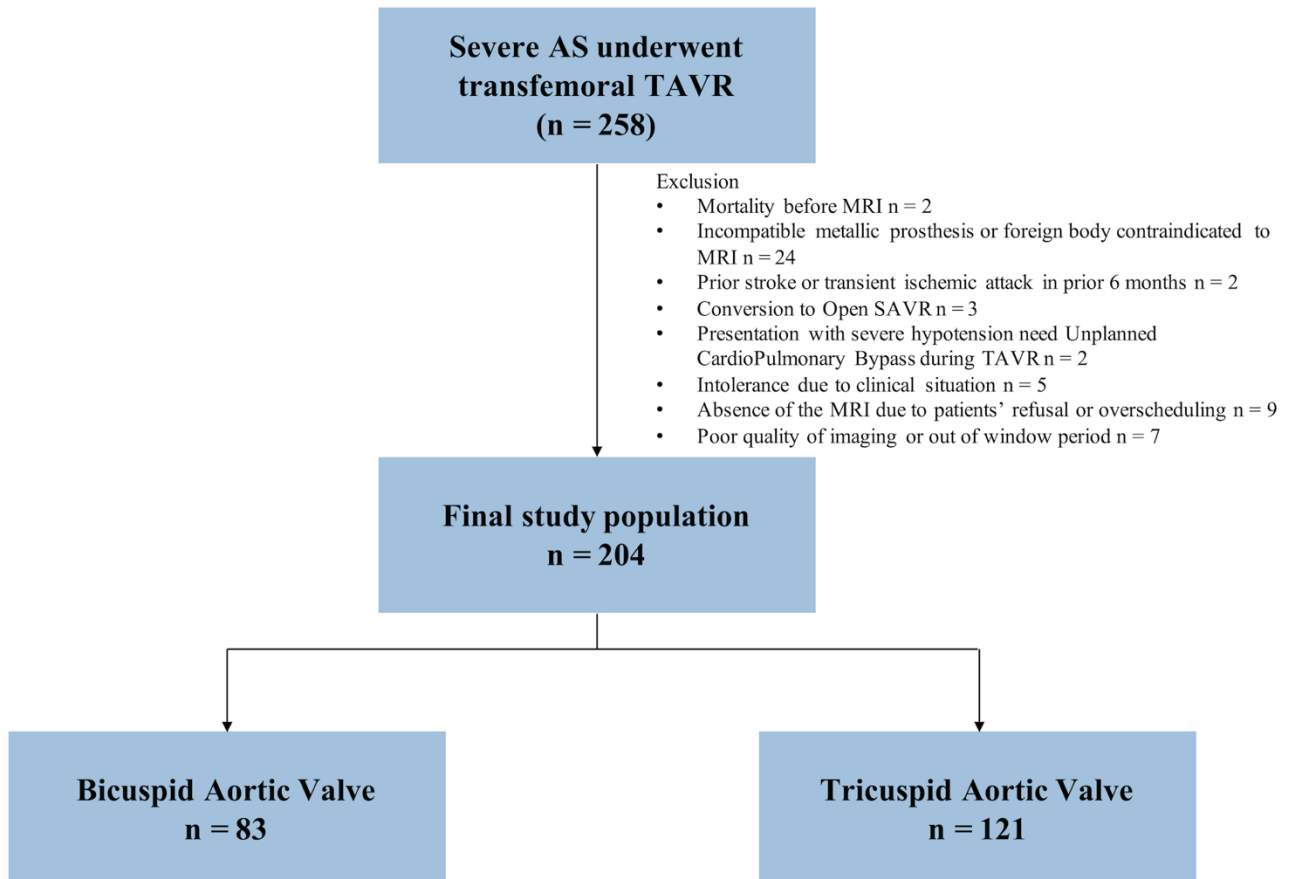 Severe AS underwent
transfemoral TAVR
(n = 258)
Exclusion
• Mortality before MRI n = 2
• Incompatible metallic prosthesis or foreign body contraindicated to
MRI n = 24
• Prior stroke or transient ischemic attack in prior 6 months n = 2
• Conversion to Open SAVR n = 3
• Presentation with severe hypotension need Unplanned
CardioPulmonary Bypass during TAVR n = 2
• Intolerance due to clinical situation n = 5
• Absence of the MRI due to patients’ refusal or overscheduling n = 9
• Poor quality of imaging or out of window period n = 7
Final study population
n = 204
Bicuspid Aortic Valve
n = 83
Tricuspid Aortic Valve
n = 121